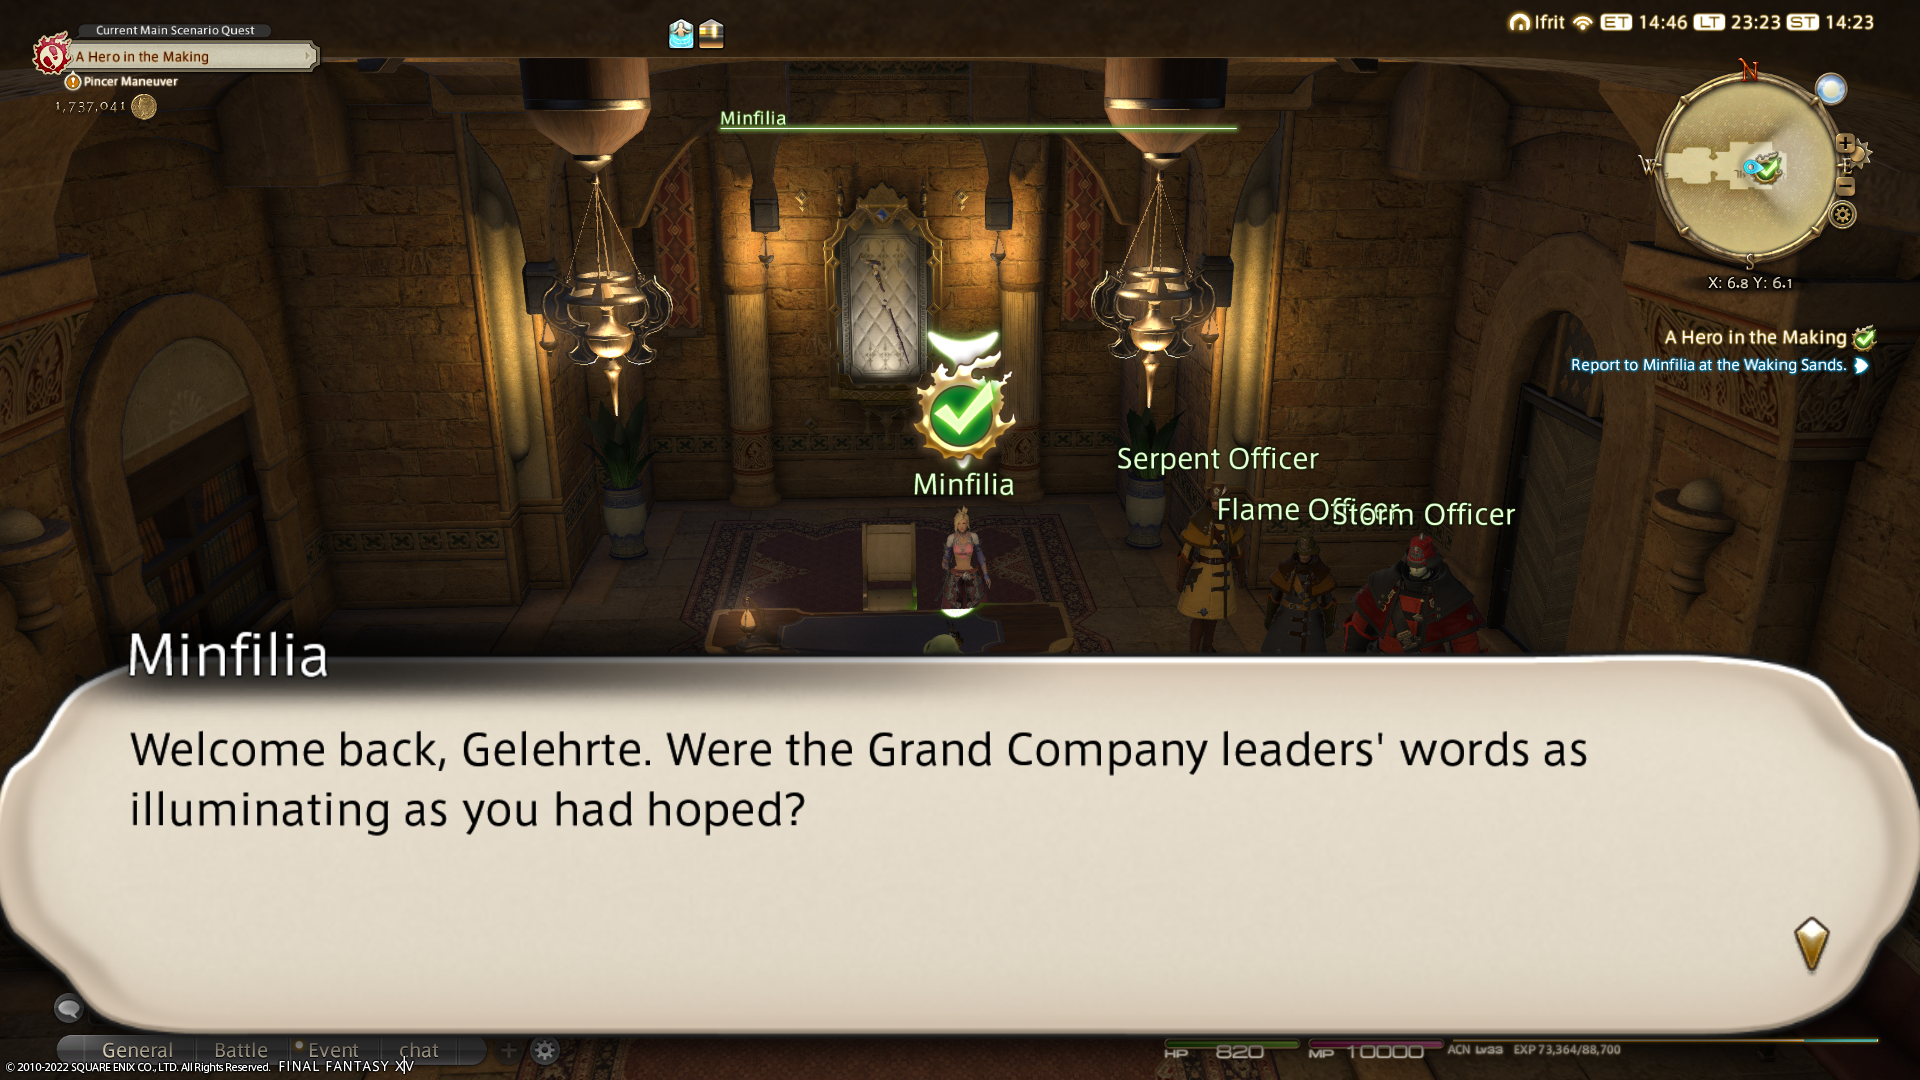 Current Main Scenario Quest
A Hero in the Making
Pincer Maneuver
1,737,041
Ifrit ET 14:46 LT 23:23 ST 14:23
N
W
E
S
X: 6.8 Y: 6.1
A Hero in the Making
Report to Minfilia at the Waking Sands.
Minfilia
Minfilia
Serpent Officer
Flame Officer
Storm Officer
Minfilia
Welcome back, Gelehrte. Were the Grand Company leaders' words as
illuminating as you had hoped?
General Battle Event chat
HP 820 MP 10000 ACN Lv33 EXP 73,364/88,700
© 2010-2022 SQUARE ENIX CO., LTD. All Rights Reserved. FINAL FANTASY XIV